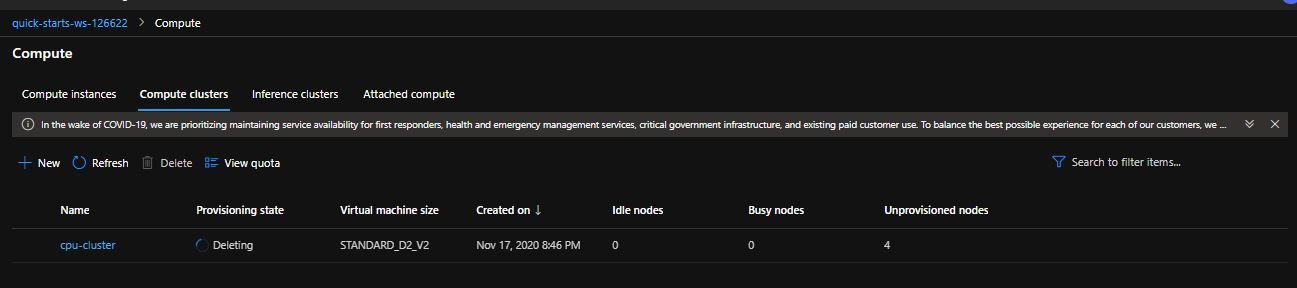 quick-starts-ws-126622 > Compute
Compute
Compute instances Compute clusters Inference clusters Attached compute
In the wake of COVID-19, we are prioritizing maintaining service availability for first responders, health and emergency management services, critical government infrastructure, and existing paid customer use. To balance the best possible experience for each of our customers, we ...
New Refresh Delete View quota Search to filter items...
Name Provisioning state Virtual machine size Created on ↓ Idle nodes Busy nodes Unprovisioned nodes
cpu-cluster Deleting STANDARD_D2_V2 Nov 17, 2020 8:46 PM 0 0 4